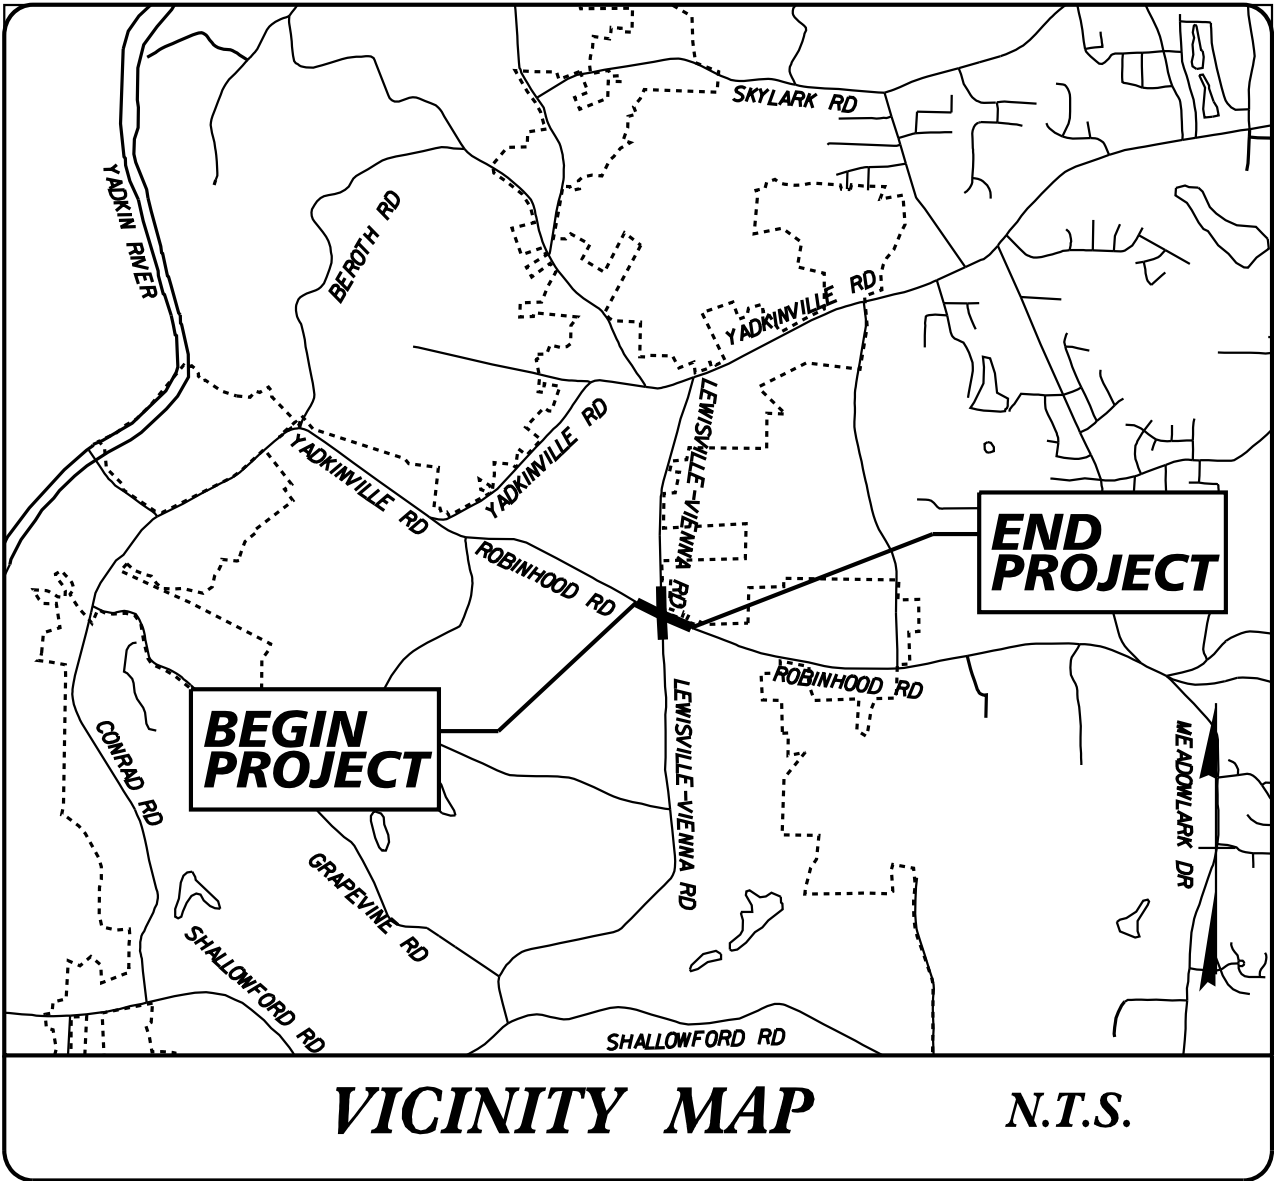 SKYLARK RD
YADKIN RIVER
BEROTH RD
YADKINVILLE RD
LEWISVILLE-VIENNA RD
YADKINVILLE RD
YADKINVILLE RD
ROBINHOOD RD
END
PROJECT
ROBINHOOD RD
BEGIN
PROJECT
LEWISVILLE-VIENNA RD
CONRAD RD
MEADOWLARK DR
GRAPEVINE RD
SHALLOWFORD RD
SHALLOWFORD RD
VICINITY MAP
N.T.S.